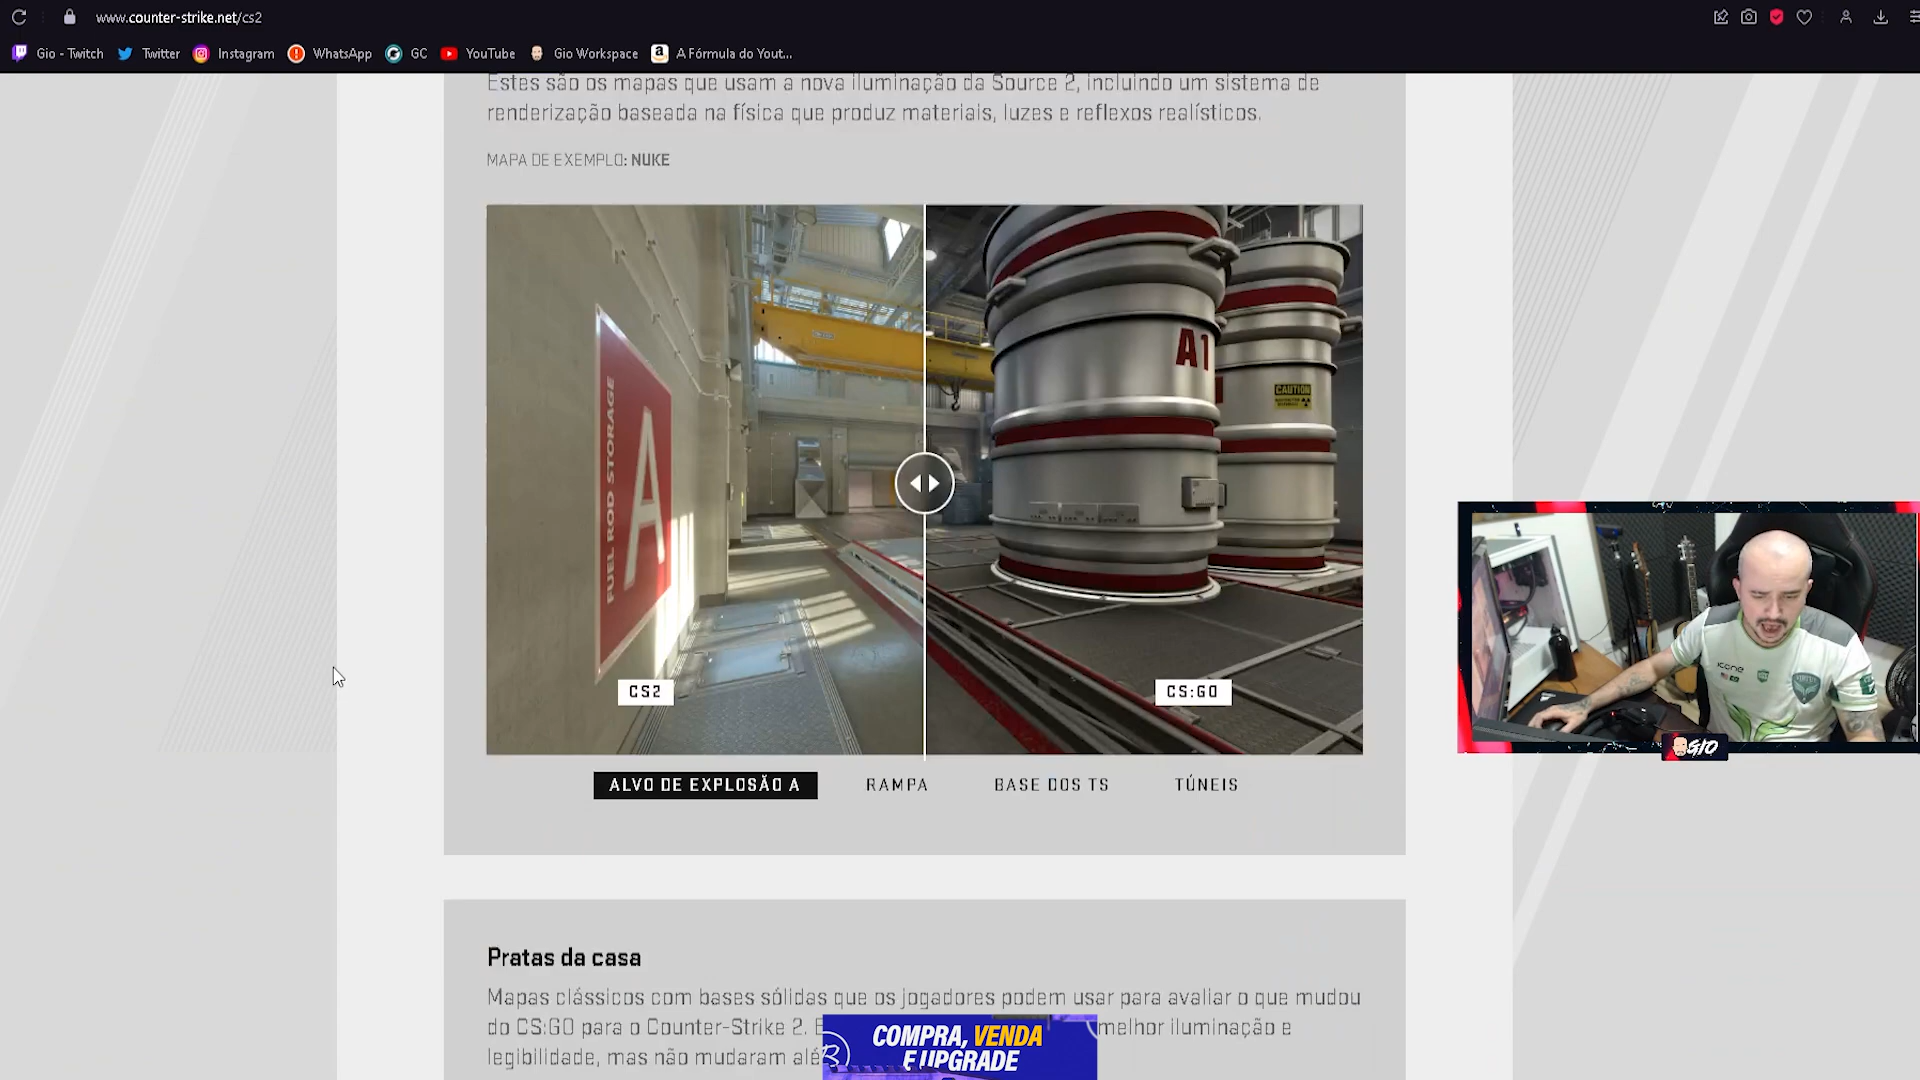 www.counter-strike.net/cs2
Gio - Twitch Twitter Instagram WhatsApp GC YouTube Gio Workspace A Fórmula do Yout...
Estes são os mapas que usam a nova iluminação da Source 2, incluindo um sistema de
renderização baseada na física que produz materiais, luzes e reflexos realísticos.
MAPA DE EXEMPLO: NUKE
A1
CAUTION
FUEL ROD STORAGE
A
CS2
CS:GO
icone
VIRTUE
GIO
ALVO DE EXPLOSÃO A RAMPA BASE DOS TS TÚNEIS
Pratas da casa
Mapas clássicos com bases sólidas que os jogadores podem usar para avaliar o que mudou
do CS:GO para o Counter-Strike 2. E melhor iluminação e
legibilidade, mas não mudaram alé
COMPRA, VENDA
E UPGRADE